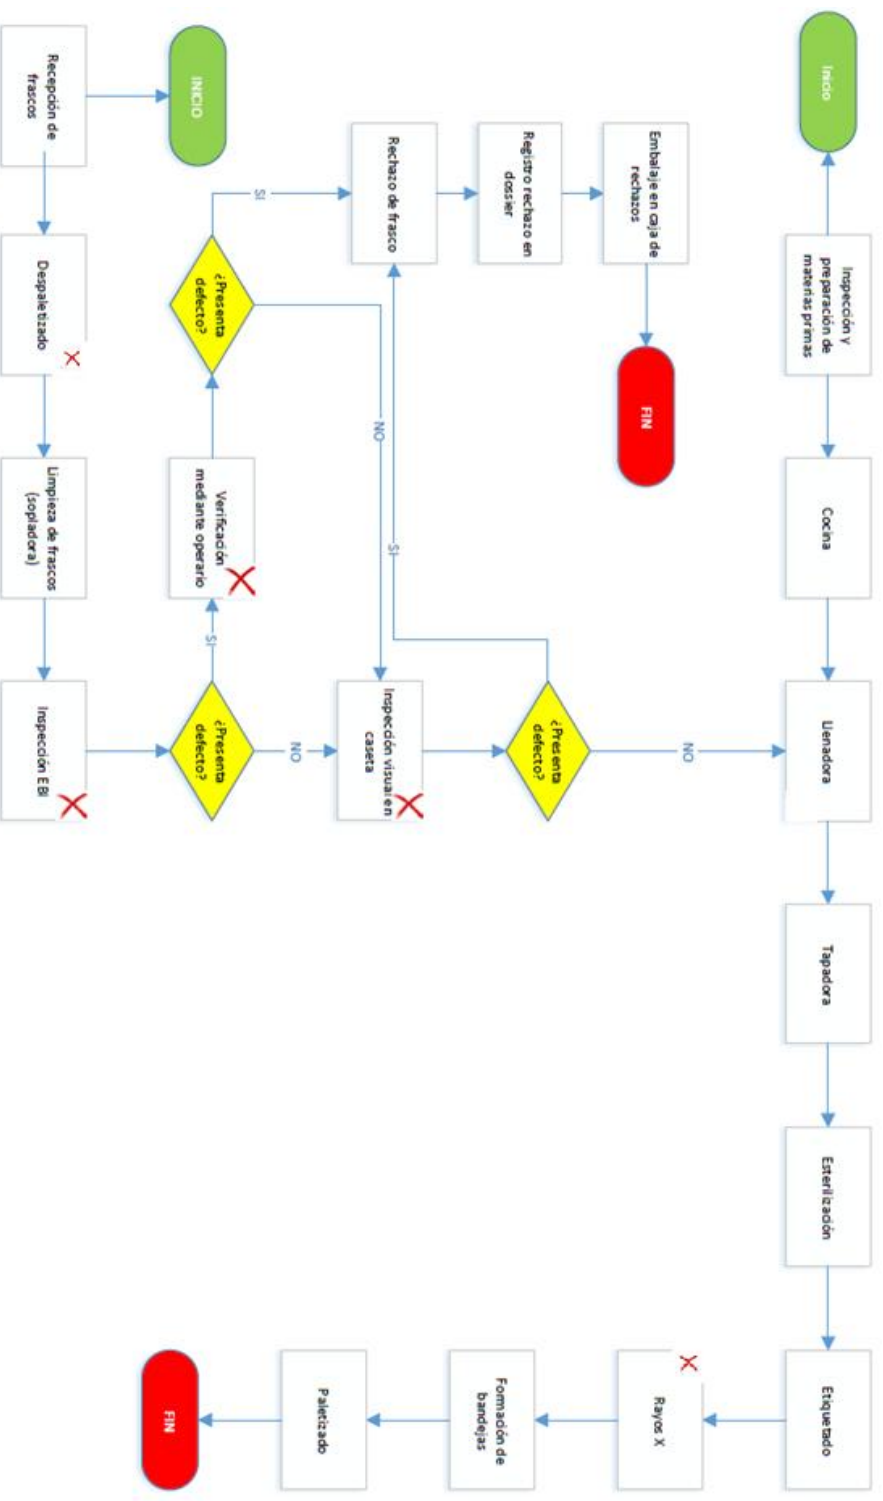 Inicio
Inspección y
preparación de
materias primas
Cocina
Llenadora
Tapadora
Esterilización
Etiquetado
NO
Embalaje en caja de
rechazos
FIN
Rayos X
Registro rechazo en
dossier
¿Presenta
defecto?
Formación de
bandejas
Rechazo de frasco
SI
NO
Inspección visual en
caseta
Paletizado
NO
SI
INICIO
¿Presenta
defecto?
Verificación
mediante operario
SI
¿Presenta
defecto?
FIN
Recepción de
frascos
Despaletizado
Limpieza de frascos
(sopladora)
Inspección EBI